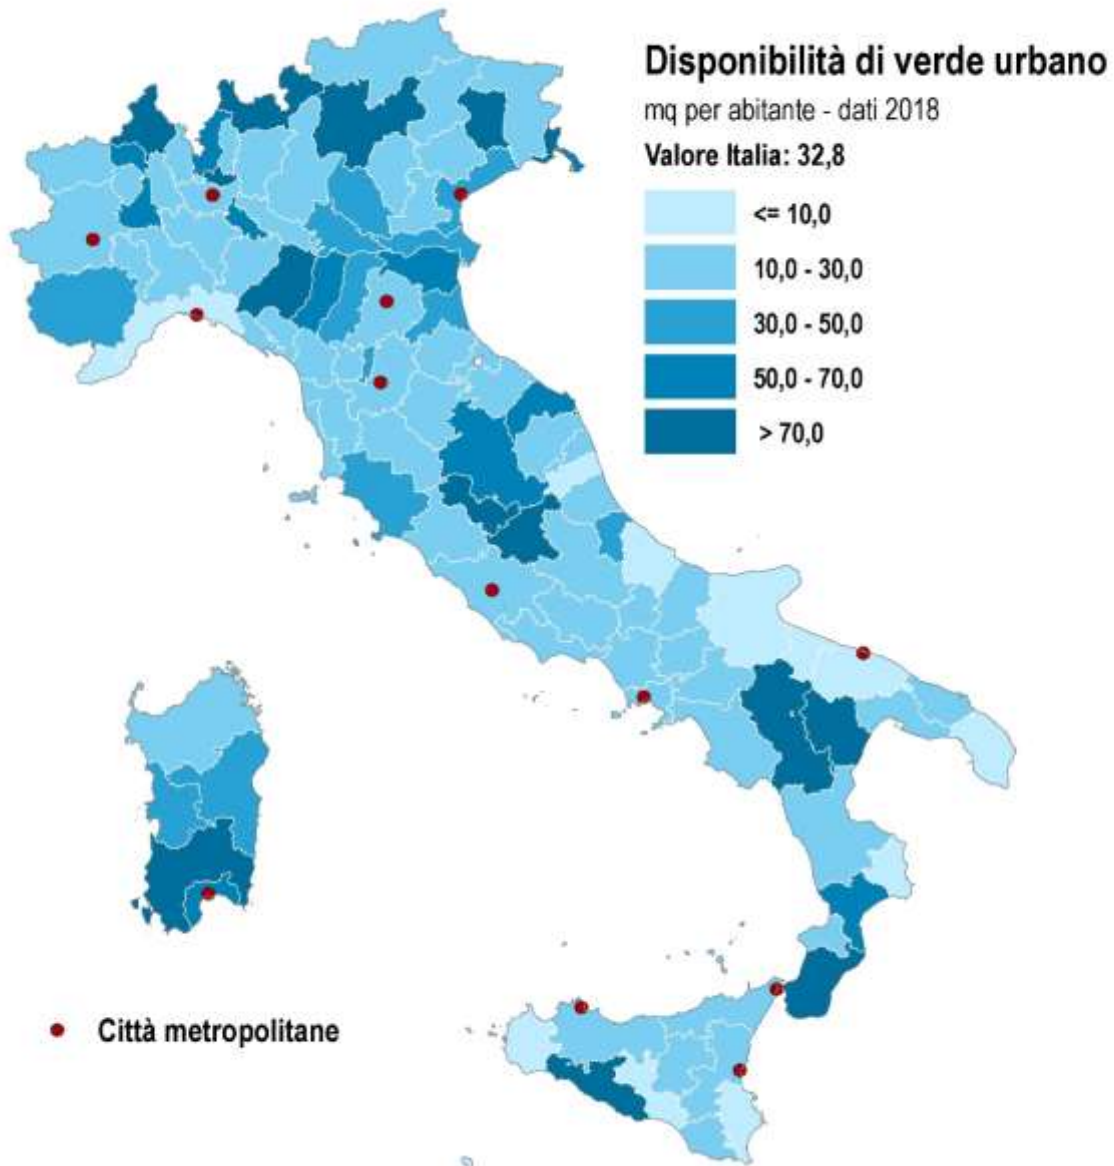 Disponibilità di verde urbano
mq per abitante - dati 2018
Valore Italia: 32,8
<= 10,0
10,0 - 30,0
30,0 - 50,0
50,0 - 70,0
> 70,0
Città metropolitane